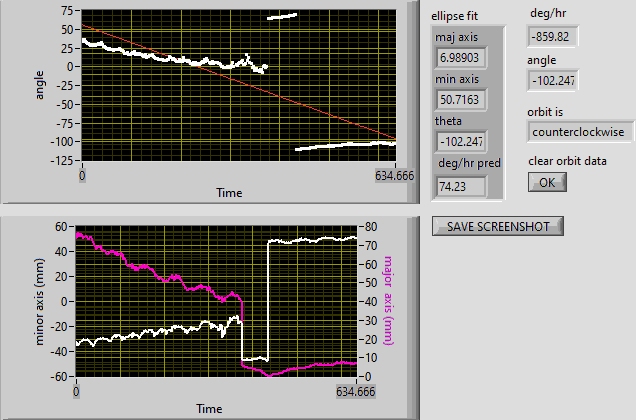 75
50
25
0
-25
-50
-75
-100
-125
angle
0
634.666
Time
ellipse fit
maj axis
6.98903
min axis
50.7163
theta
-102.247
deg/hr pred
74.23
deg/hr
-859.82
angle
-102.247
orbit is
counterclockwise
clear orbit data
OK
SAVE SCREENSHOT
60
40
20
0
-20
-40
-60
minor axis (mm)
80
70
60
50
40
30
20
10
0
major axis (mm)
0
634.666
Time